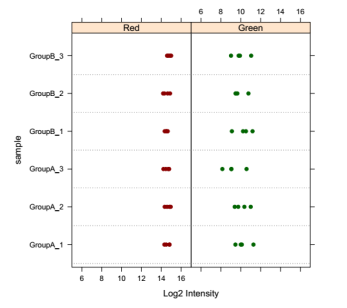 6 8 10 12 14 16
Red Green
GroupB_3
GroupB_2
GroupB_1
GroupA_3
GroupA_2
GroupA_1
sample
6 8 10 12 14 16
Log2 Intensity